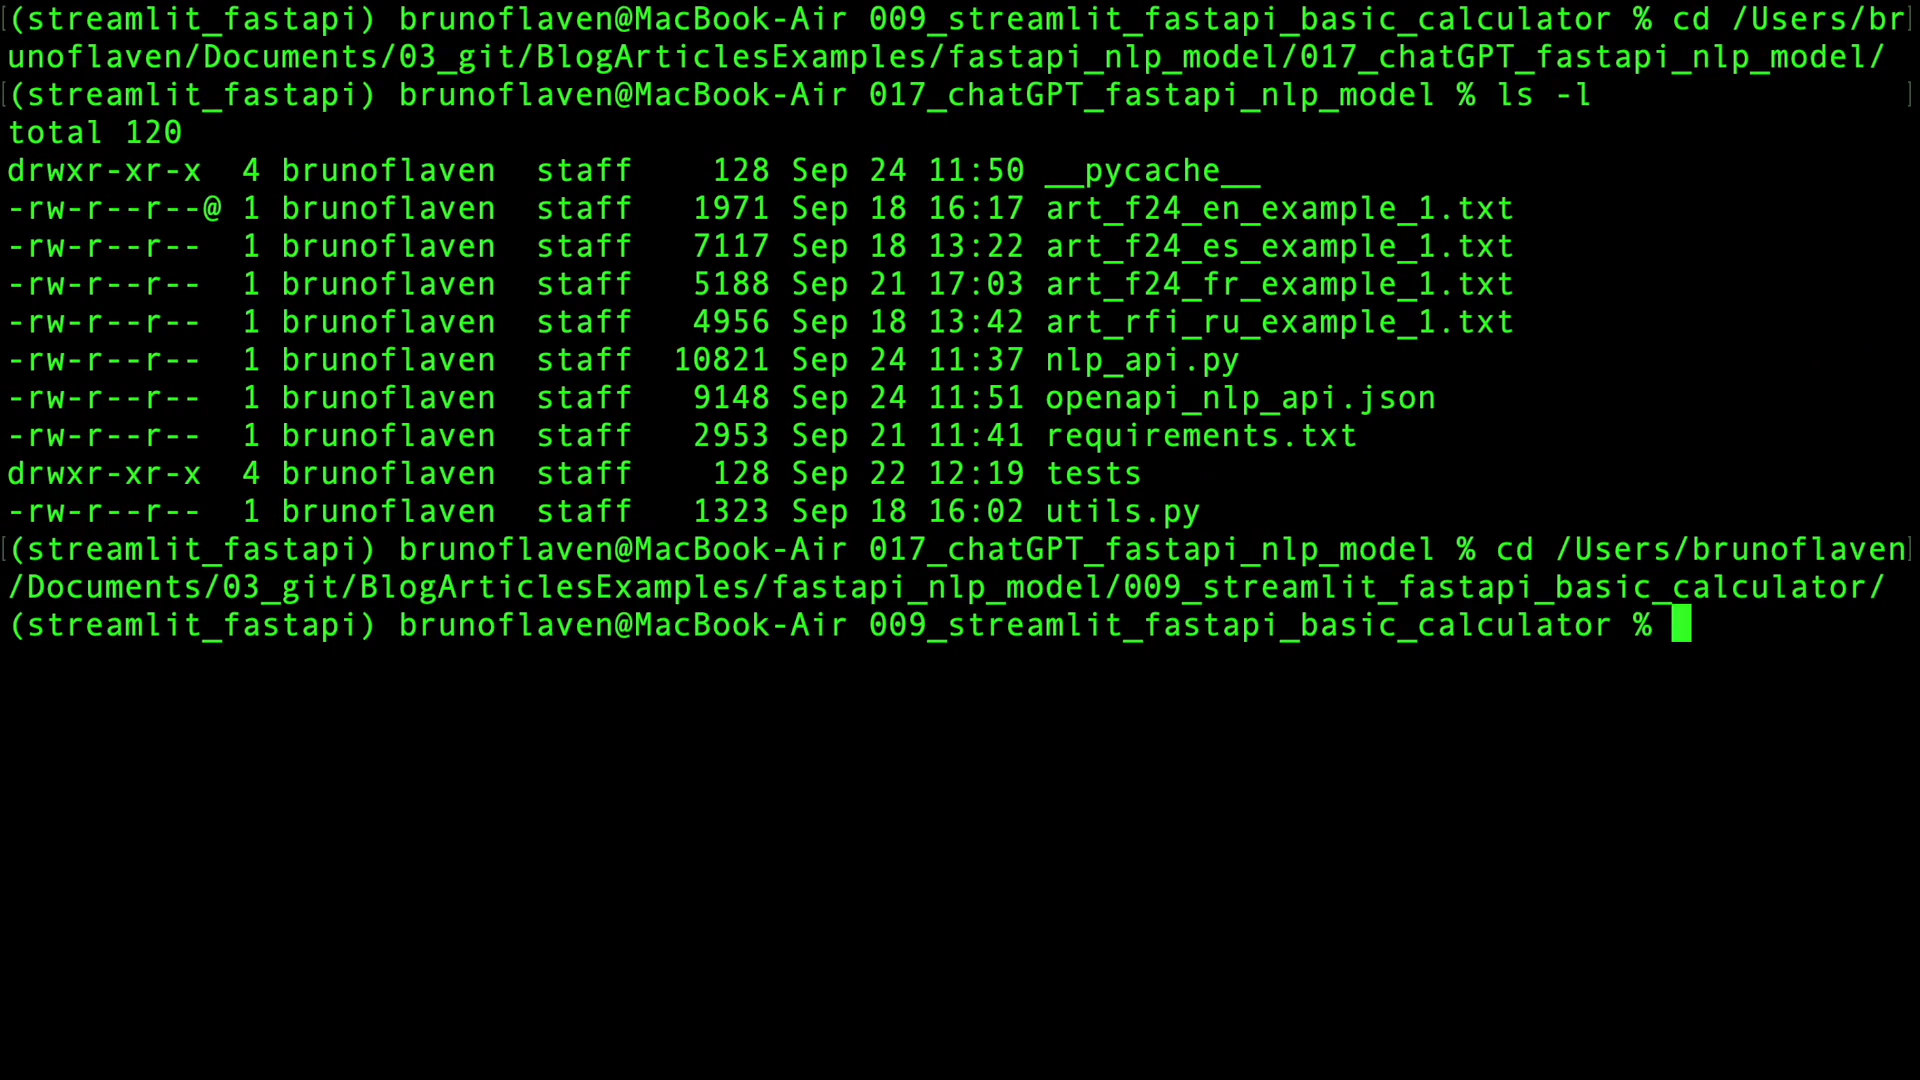 [(streamlit_fastapi) brunoflaven@MacBook-Air 009_streamlit_fastapi_basic_calculator % cd /Users/br]
unoflaven/Documents/03_git/BlogArticlesExamples/fastapi_nlp_model/017_chatGPT_fastapi_nlp_model/
[(streamlit_fastapi) brunoflaven@MacBook-Air 017_chatGPT_fastapi_nlp_model % ls -l ]
total 120
drwxr-xr-x  4 brunoflaven  staff    128 Sep 24 11:50 __pycache__
-rw-r--r--@ 1 brunoflaven  staff   1971 Sep 18 16:17 art_f24_en_example_1.txt
-rw-r--r--  1 brunoflaven  staff   7117 Sep 18 13:22 art_f24_es_example_1.txt
-rw-r--r--  1 brunoflaven  staff   5188 Sep 21 17:03 art_f24_fr_example_1.txt
-rw-r--r--  1 brunoflaven  staff   4956 Sep 18 13:42 art_rfi_ru_example_1.txt
-rw-r--r--  1 brunoflaven  staff  10821 Sep 24 11:37 nlp_api.py
-rw-r--r--  1 brunoflaven  staff   9148 Sep 24 11:51 openapi_nlp_api.json
-rw-r--r--  1 brunoflaven  staff   2953 Sep 21 11:41 requirements.txt
drwxr-xr-x  4 brunoflaven  staff    128 Sep 22 12:19 tests
-rw-r--r--  1 brunoflaven  staff   1323 Sep 18 16:02 utils.py
[(streamlit_fastapi) brunoflaven@MacBook-Air 017_chatGPT_fastapi_nlp_model % cd /Users/brunoflaven]
/Documents/03_git/BlogArticlesExamples/fastapi_nlp_model/009_streamlit_fastapi_basic_calculator/
(streamlit_fastapi) brunoflaven@MacBook-Air 009_streamlit_fastapi_basic_calculator %